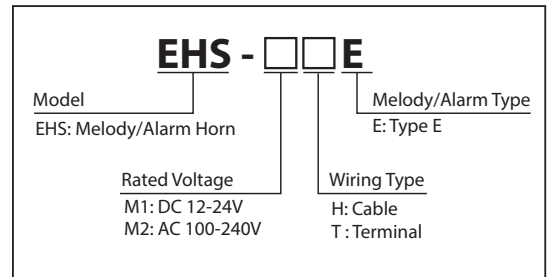 EHS - □□E
Model
EHS: Melody/Alarm Horn
Melody/Alarm Type
E: Type E
Rated Voltage
M1: DC 12-24V
M2: AC 100-240V
Wiring Type
H: Cable
T : Terminal